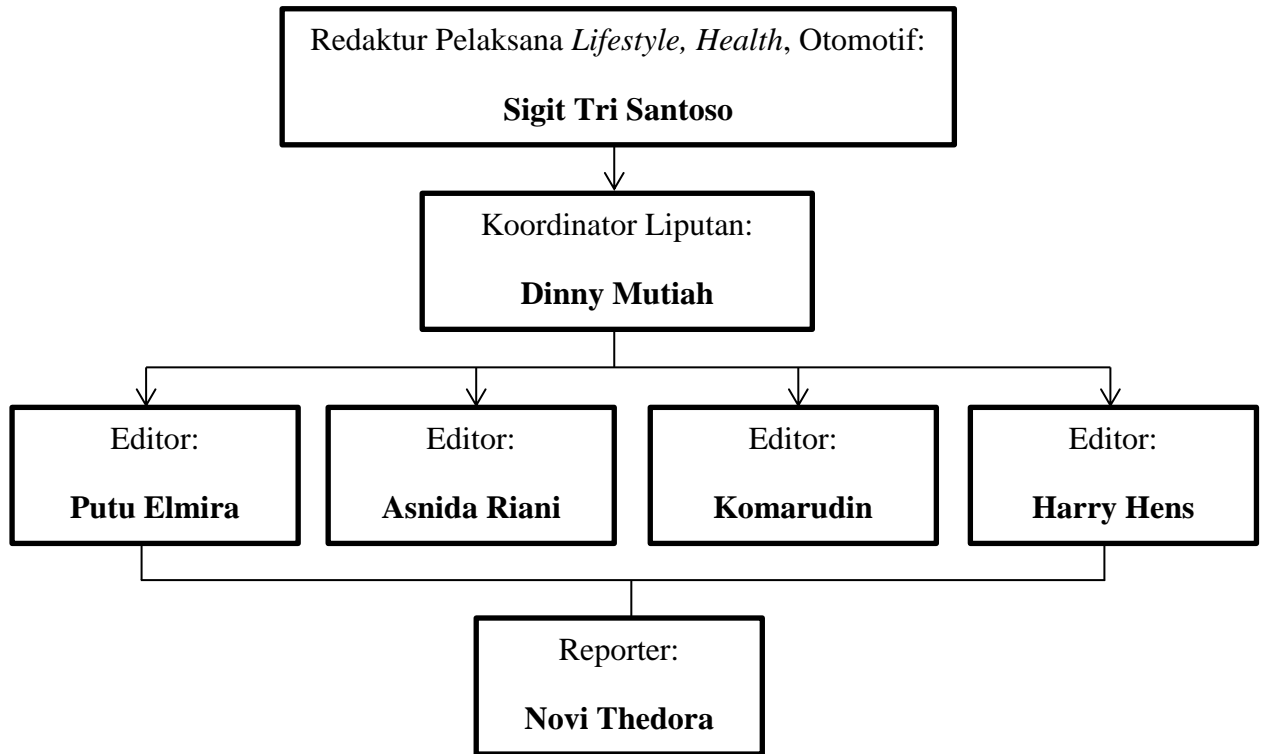 Redaktur Pelaksana Lifestyle, Health, Otomotif:
Sigit Tri Santoso
Koordinator Liputan:
Dinny Mutiah
Editor:
Putu Elmira
Editor:
Asnida Riani
Editor:
Komarudin
Editor:
Harry Hens
Reporter:
Novi Thedora